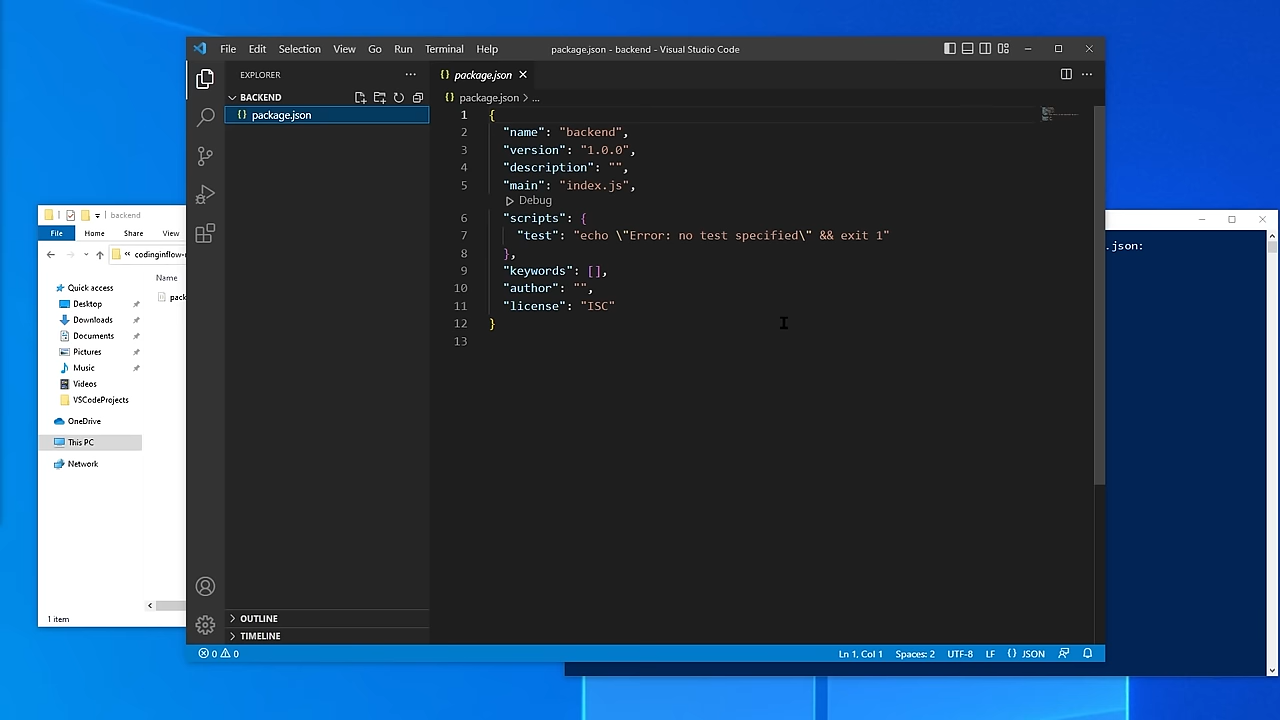 File Edit Selection View Go Run Terminal Help package.json - backend - Visual Studio Code
EXPLORER
package.json
BACKEND
package.json > ...
package.json
1 {
2 "name": "backend",
3 "version": "1.0.0",
4 "description": "",
5 "main": "index.js",
Debug
6 "scripts": {
7 "test": "echo \"Error: no test specified\" && exit 1"
8 },
9 "keywords": [],
10 "author": "",
11 "license": "ISC"
12 }
13
OUTLINE
TIMELINE
0 0 Ln 1, Col 1 Spaces: 2 UTF-8 LF {} JSON
backend
File Home Share View
« codinginflow-
Name
Quick access
Desktop
Downloads
Documents
Pictures
Music
Videos
VSCodeProjects
OneDrive
This PC
Network
pack
1 item
.json: